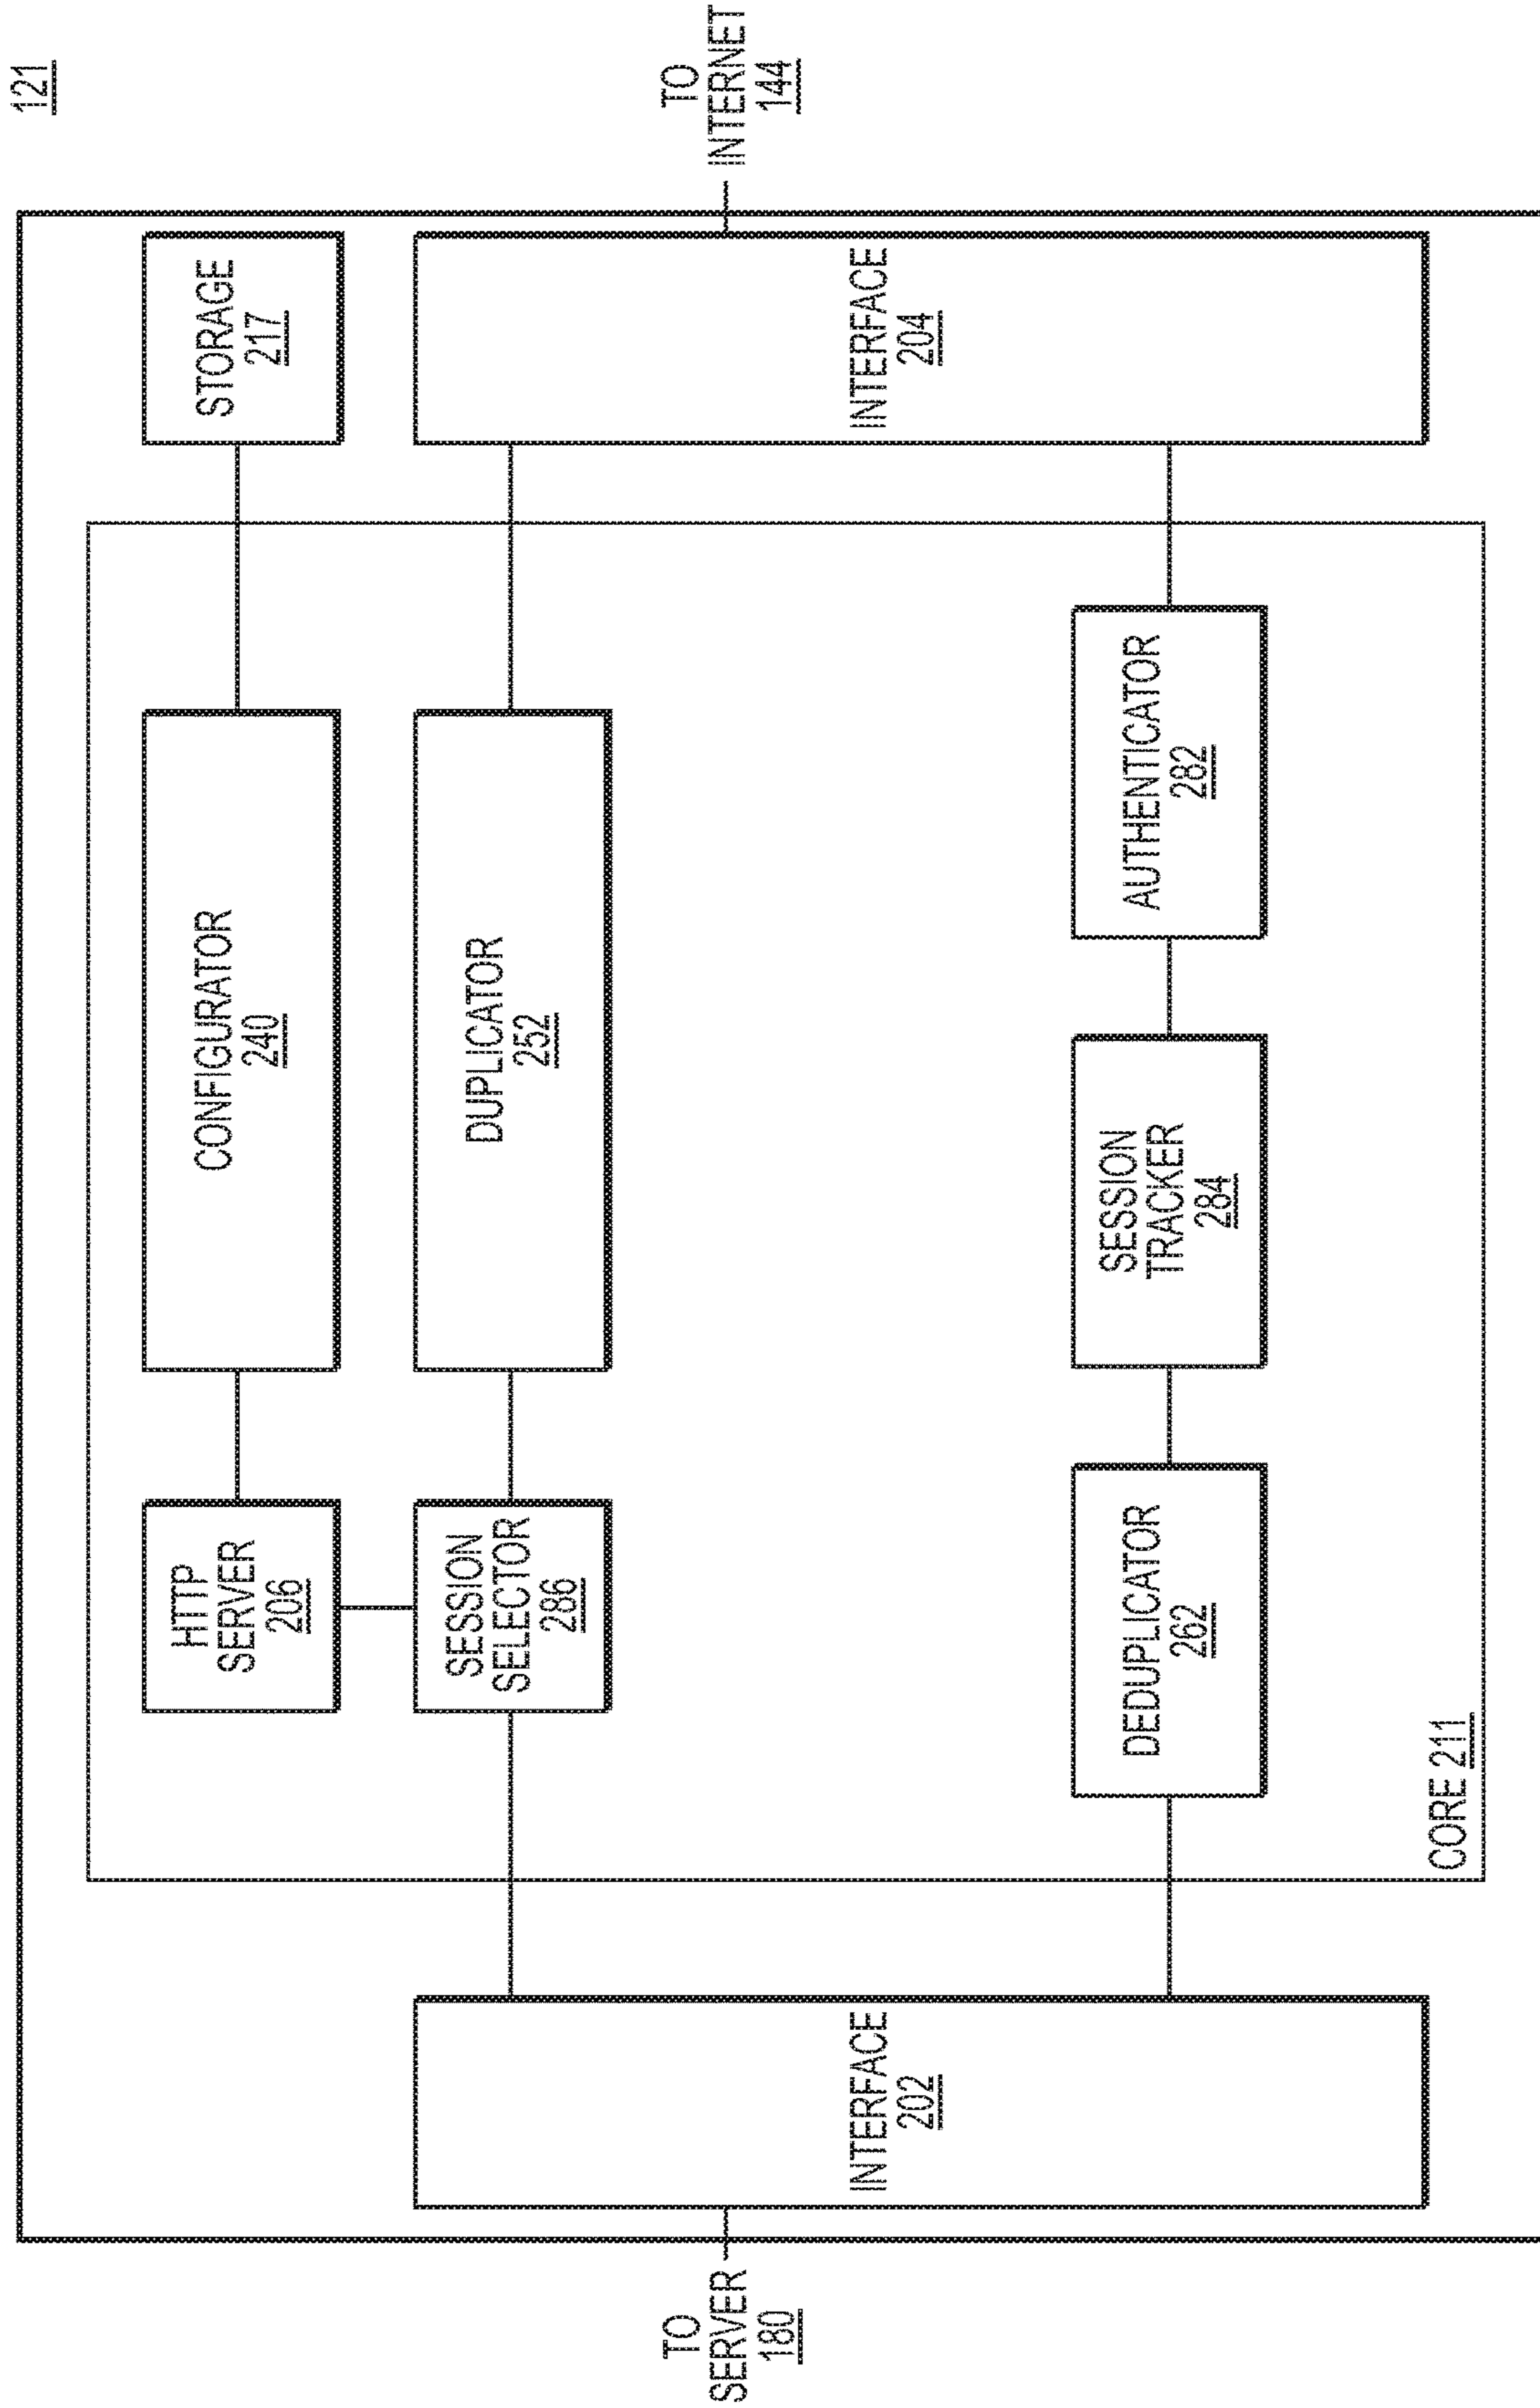 121
HTTP
SERVER
206
CONFIGURATOR
240
STORAGE
217
SESSION
SELECTOR
286
DUPLICATOR
252
TO
SERVER
180
INTERFACE
202
INTERFACE
204
TO
INTERNET
144
DEDUPLICATOR
262
SESSION
TRACKER
284
AUTHENTICATOR
282
CORE 211